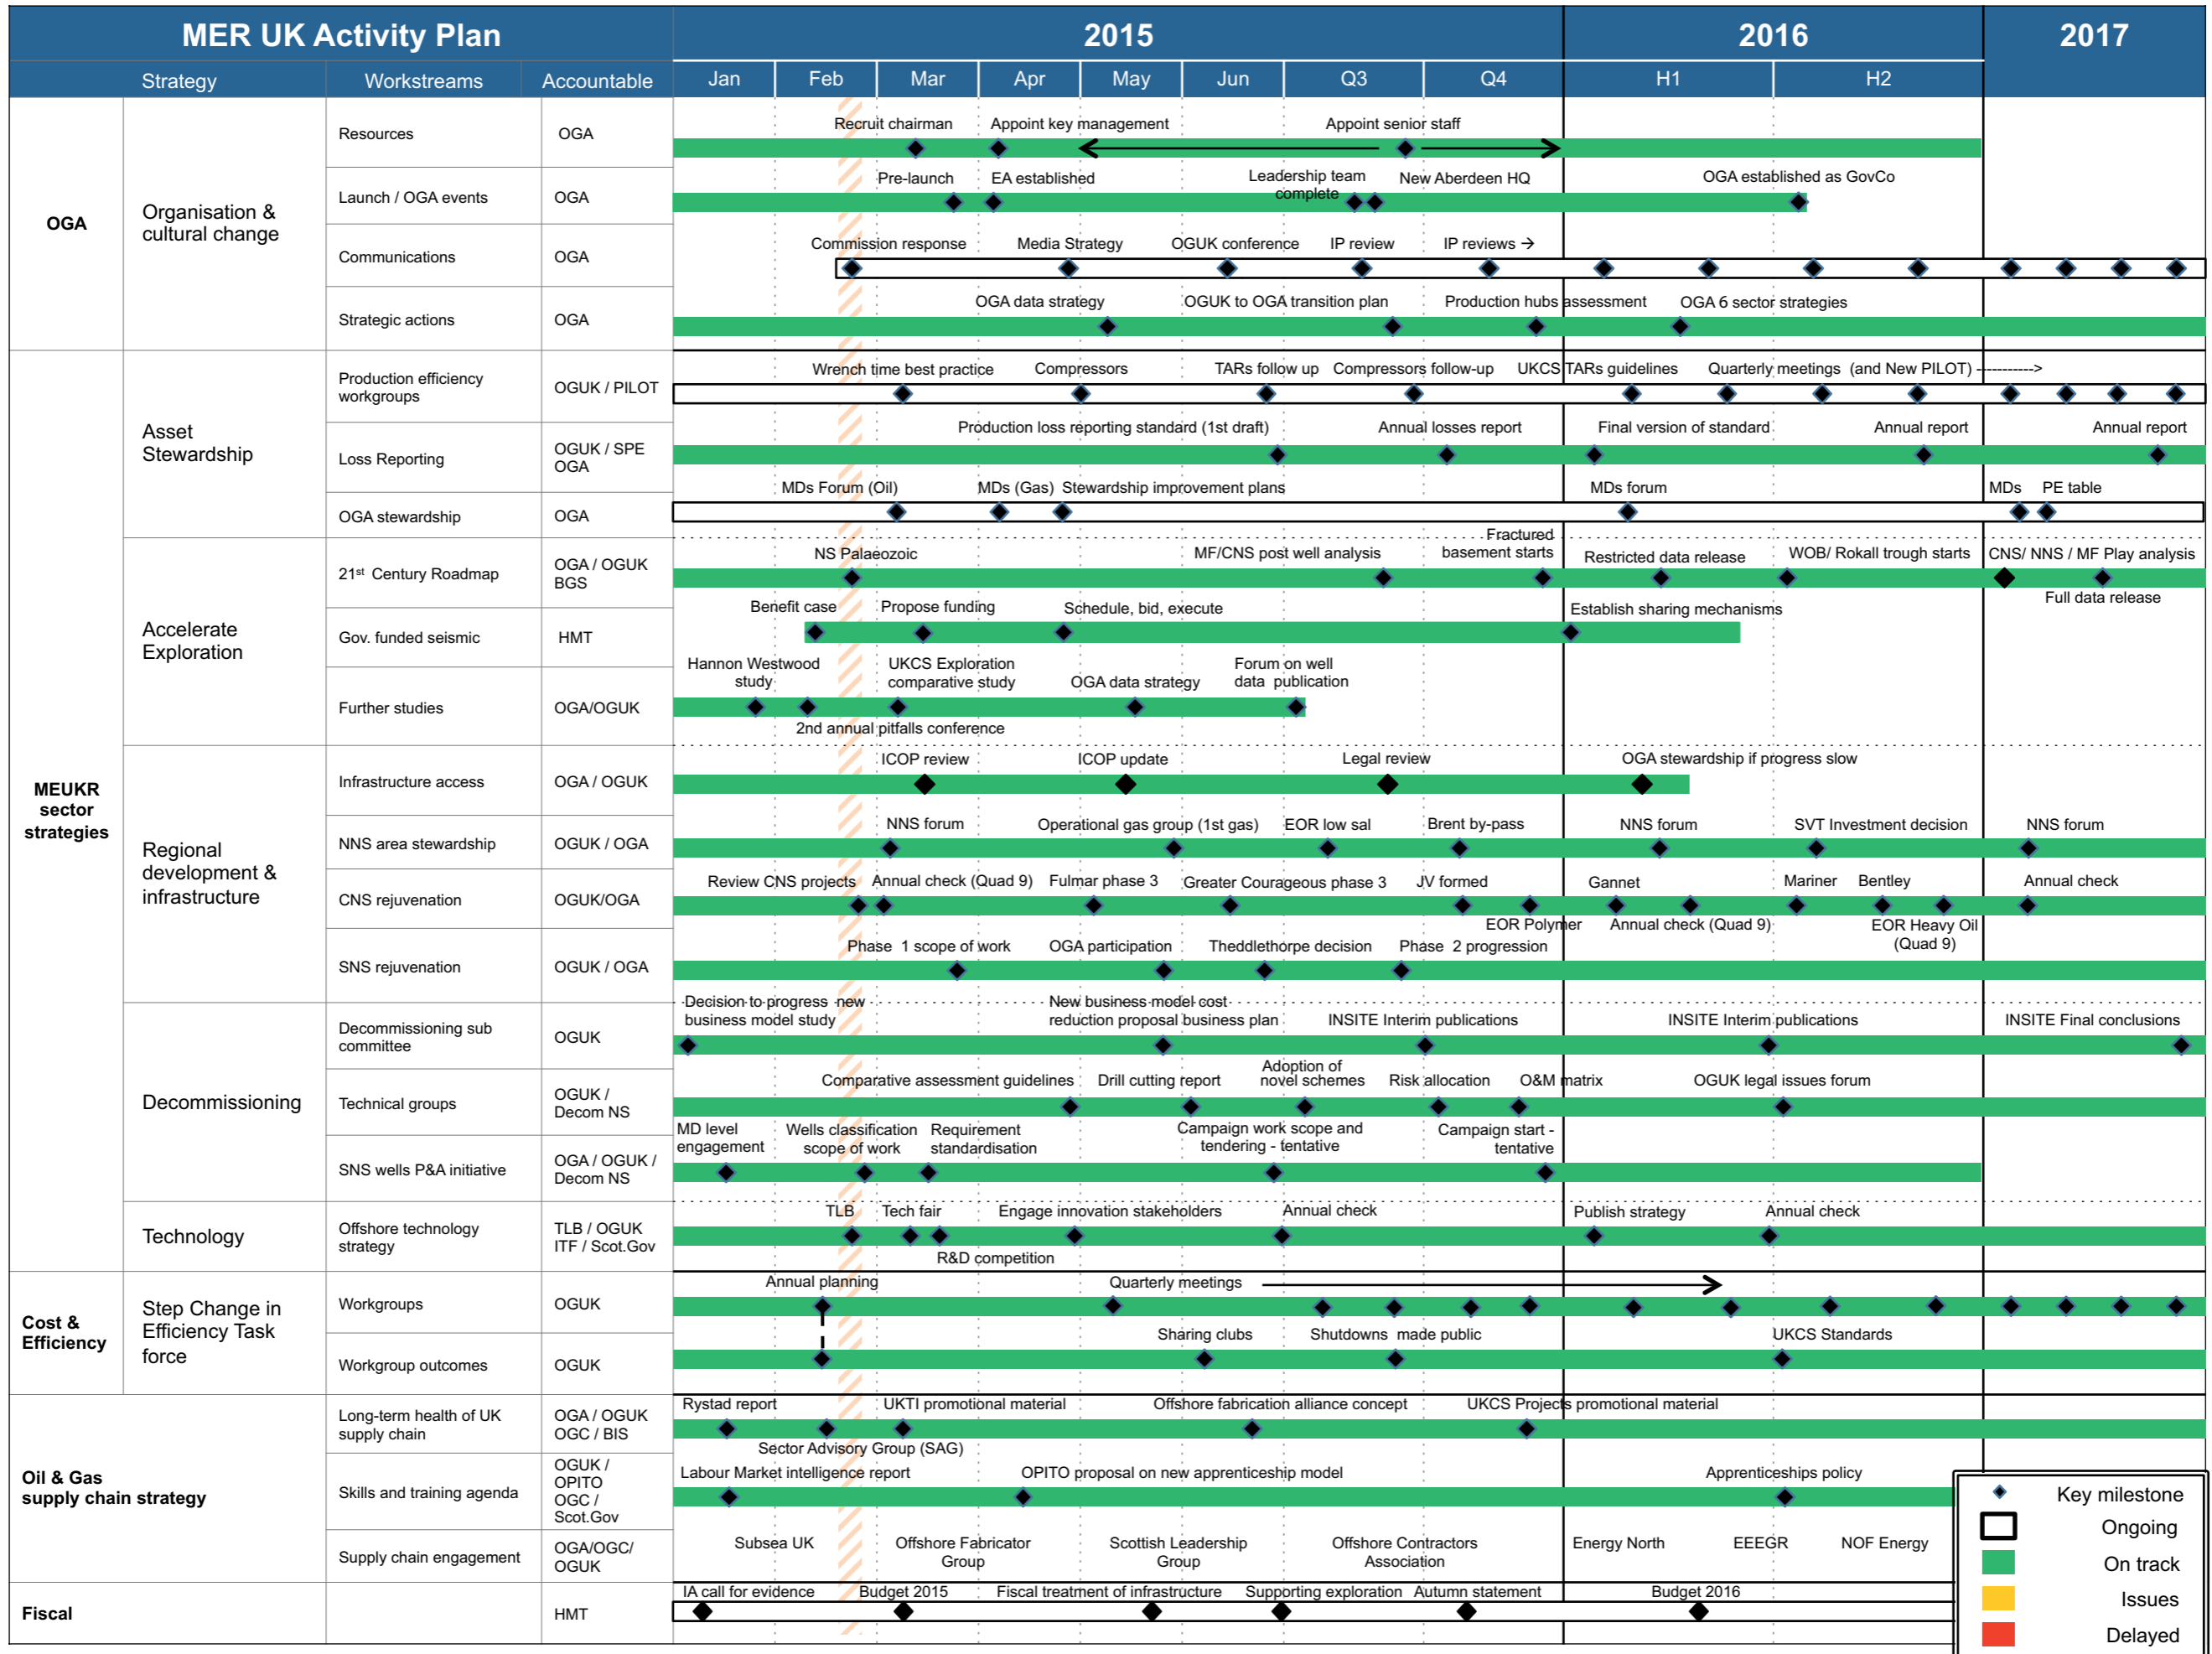 MER UK Activity Plan
2015
2016
2017
Strategy
Workstreams
Accountable
Jan
Feb
Mar
Apr
May
Jun
Q3
Q4
H1
H2
OGA
Organisation &
cultural change
Resources
OGA
Recruit chairman
Appoint key management
Appoint senior staff
Launch / OGA events
OGA
Pre-launch
EA established
Leadership team
complete
New Aberdeen HQ
OGA established as GovCo
Communications
OGA
Commission response
Media Strategy
OGUK conference
IP review
IP reviews →
Strategic actions
OGA
OGA data strategy
OGUK to OGA transition plan
Production hubs assessment
OGA 6 sector strategies
MEUKR
sector
strategies
Asset
Stewardship
Production efficiency
workgroups
OGUK / PILOT
Wrench time best practice
Compressors
TARs follow up
Compressors follow-up
UKCS TARs guidelines
Quarterly meetings (and New PILOT) ----------->
Loss Reporting
OGUK / SPE
OGA
Production loss reporting standard (1st draft)
Annual losses report
Final version of standard
Annual report
Annual report
OGA stewardship
OGA
MDs Forum (Oil)
MDs (Gas)
Stewardship improvement plans
MDs forum
MDs
PE table
Accelerate
Exploration
21st Century Roadmap
OGA / OGUK
BGS
NS Palaeozoic
MF/CNS post well analysis
Fractured
basement starts
Restricted data release
WOB/ Rokall trough starts
CNS/ NNS / MF Play analysis
Full data release
Gov. funded seismic
HMT
Benefit case
Propose funding
Schedule, bid, execute
Establish sharing mechanisms
Further studies
OGA/OGUK
Hannon Westwood
study
UKCS Exploration
comparative study
OGA data strategy
Forum on well
data publication
2nd annual pitfalls conference
Regional
development &
infrastructure
Infrastructure access
OGA / OGUK
ICOP review
ICOP update
Legal review
OGA stewardship if progress slow
NNS area stewardship
OGUK / OGA
NNS forum
Operational gas group (1st gas)
EOR low sal
Brent by-pass
NNS forum
SVT Investment decision
NNS forum
CNS rejuvenation
OGUK/OGA
Review CNS projects
Annual check (Quad 9)
Fulmar phase 3
Greater Courageous phase 3
JV formed
Gannet
Mariner
Bentley
Annual check
EOR Polymer
Annual check (Quad 9)
EOR Heavy Oil
(Quad 9)
SNS rejuvenation
OGUK / OGA
Phase 1 scope of work
OGA participation
Theddlethorpe decision
Phase 2 progression
Decommissioning
Decommissioning sub
committee
OGUK
Decision to progress new
business model study
New business model cost
reduction proposal business plan
INSITE Interim publications
INSITE Interim publications
INSITE Final conclusions
Technical groups
OGUK /
Decom NS
Comparative assessment guidelines
Drill cutting report
Adoption of
novel schemes
Risk allocation
O&M matrix
OGUK legal issues forum
SNS wells P&A initiative
OGA / OGUK /
Decom NS
MD level
engagement
Wells classification
scope of work
Requirement
standardisation
Campaign work scope and
tendering - tentative
Campaign start -
tentative
Technology
Offshore technology
strategy
TLB / OGUK
ITF / Scot.Gov
TLB
Tech fair
Engage innovation stakeholders
Annual check
Publish strategy
Annual check
R&D competition
Cost &
Efficiency
Step Change in
Efficiency Task
force
Workgroups
OGUK
Annual planning
Quarterly meetings
Workgroup outcomes
OGUK
Sharing clubs
Shutdowns made public
UKCS Standards
Oil & Gas
supply chain strategy
Long-term health of UK
supply chain
OGA / OGUK
OGC / BIS
Rystad report
UKTI promotional material
Offshore fabrication alliance concept
UKCS Projects promotional material
Sector Advisory Group (SAG)
Skills and training agenda
OGUK /
OPITO
OGC /
Scot.Gov
Labour Market intelligence report
OPITO proposal on new apprenticeship model
Apprenticeships policy
Supply chain engagement
OGA/OGC/
OGUK
Subsea UK
Offshore Fabricator
Group
Scottish Leadership
Group
Offshore Contractors
Association
Energy North
EEEGR
NOF Energy
Fiscal
HMT
IA call for evidence
Budget 2015
Fiscal treatment of infrastructure
Supporting exploration
Autumn statement
Budget 2016
Key milestone
Ongoing
On track
Issues
Delayed